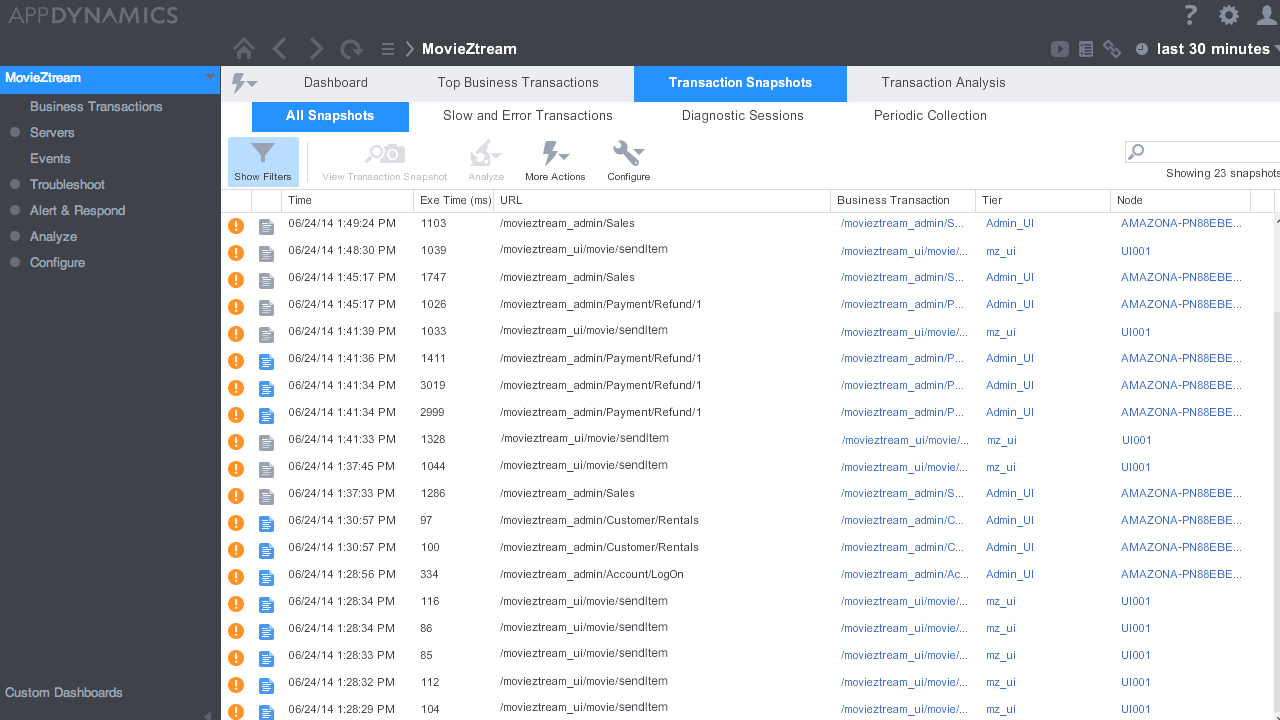 APPDYNAMICS
MovieZtream
last 30 minutes
MovieZtream
Business Transactions
Servers
Events
Troubleshoot
Alert & Respond
Analyze
Configure
Custom Dashboards
Dashboard Top Business Transactions Transaction Snapshots Transaction Analysis
All Snapshots Slow and Error Transactions Diagnostic Sessions Periodic Collection
Show Filters View Transaction Snapshot Analyze More Actions Configure
Showing 23 snapshots
Time Exe Time (ms) URL Business Transaction Tier Node
06/24/14 1:49:24 PM 1103 /movieztream_admin/Sales /movieztream_admin/S... Admin_UI AMAZONA-PN88EBE...
06/24/14 1:48:30 PM 1039 /movieztream_ui/movie/sendItem /movieztream_ui/movie/... mz_ui UI001
06/24/14 1:45:17 PM 1747 /movieztream_admin/Sales /movieztream_admin/S... Admin_UI AMAZONA-PN88EBE...
06/24/14 1:45:17 PM 1026 /movieztream_admin/Payment/Refund/1 /movieztream_admin/P... Admin_UI AMAZONA-PN88EBE...
06/24/14 1:41:39 PM 1033 /movieztream_ui/movie/sendItem /movieztream_ui/movie/... mz_ui UI001
06/24/14 1:41:36 PM 1411 /movieztream_admin/Payment/Refund/1 /movieztream_admin/P... Admin_UI AMAZONA-PN88EBE...
06/24/14 1:41:34 PM 3019 /movieztream_admin/Payment/Refund/1 /movieztream_admin/P... Admin_UI AMAZONA-PN88EBE...
06/24/14 1:41:34 PM 2999 /movieztream_admin/Payment/Refund/1 /movieztream_admin/P... Admin_UI AMAZONA-PN88EBE...
06/24/14 1:41:33 PM 1328 /movieztream_ui/movie/sendItem /movieztream_ui/movie/... mz_ui UI001
06/24/14 1:37:45 PM 1044 /movieztream_ui/movie/sendItem /movieztream_ui/movie/... mz_ui UI001
06/24/14 1:37:33 PM 1286 /movieztream_admin/Sales /movieztream_admin/S... Admin_UI AMAZONA-PN88EBE...
06/24/14 1:30:57 PM 97 /movieztream_admin/Customer/Rentals /movieztream_admin/C... Admin_UI AMAZONA-PN88EBE...
06/24/14 1:30:57 PM 100 /movieztream_admin/Customer/Rentals /movieztream_admin/C... Admin_UI AMAZONA-PN88EBE...
06/24/14 1:28:56 PM 334 /movieztream_admin/Account/LogOn /movieztream_admin/Ac... Admin_UI AMAZONA-PN88EBE...
06/24/14 1:28:34 PM 116 /movieztream_ui/movie/sendItem /movieztream_ui/movie/... mz_ui UI001
06/24/14 1:28:34 PM 86 /movieztream_ui/movie/sendItem /movieztream_ui/movie/... mz_ui UI001
06/24/14 1:28:33 PM 85 /movieztream_ui/movie/sendItem /movieztream_ui/movie/... mz_ui UI001
06/24/14 1:28:32 PM 112 /movieztream_ui/movie/sendItem /movieztream_ui/movie/... mz_ui UI001
06/24/14 1:28:29 PM 104 /movieztream_ui/movie/sendItem /movieztream_ui/movie/... mz_ui UI001